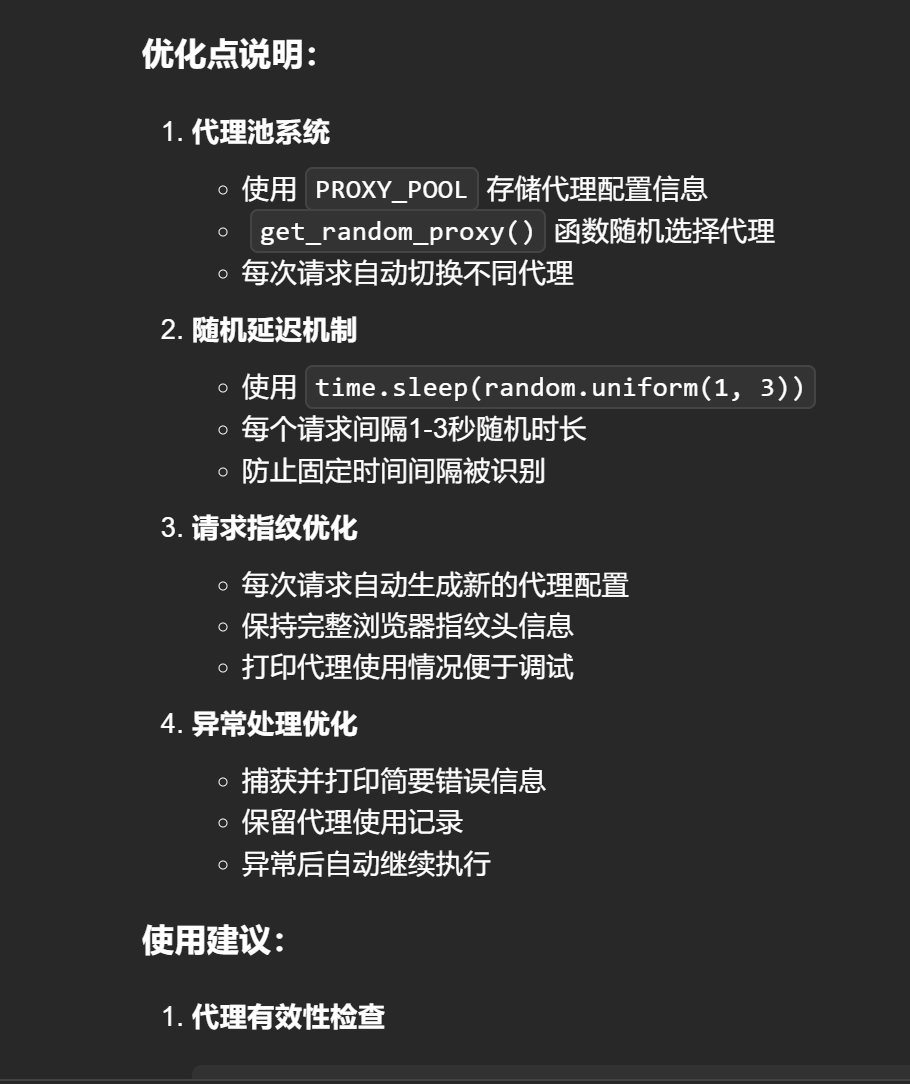 优化点说明：
1. 代理池系统
使用 PROXY_POOL 存储代理配置信息
get_random_proxy() 函数随机选择代理
每次请求自动切换不同代理
2. 随机延迟机制
使用 time.sleep(random.uniform(1, 3))
每个请求间隔1-3秒随机时长
防止固定时间间隔被识别
3. 请求指纹优化
每次请求自动生成新的代理配置
保持完整浏览器指纹头信息
打印代理使用情况便于调试
4. 异常处理优化
捕获并打印简要错误信息
保留代理使用记录
异常后自动继续执行
使用建议：
1. 代理有效性检查